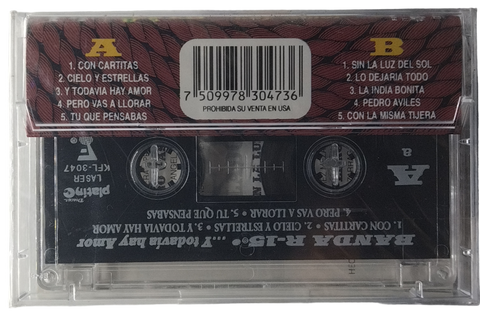 A
1. CON CARTITAS
2. CIELO Y ESTRELLAS
3. Y TODAVIA HAY AMOR
4. PERO VAS A LLORAR
5. TU QUE PENSABAS
7 509978 304736
PROHIBIDA SU VENTA EN USA
B
1. SIN LA LUZ DEL SOL
2. LO DEJARIA TODO
3. LA INDIA BONITA
4. PEDRO AVILES
5. CON LA MISMA TIJERA
BANDA R-15 • ...Y todavía hay Amor
1. CON CARTITAS • 2. CIELO Y ESTRELLAS • 3. Y TODAVIA HAY AMOR
4. PERO VAS A LLORAR • 5. TU QUE PENSABAS
A
Discos
platino
LASER
KFL-3047